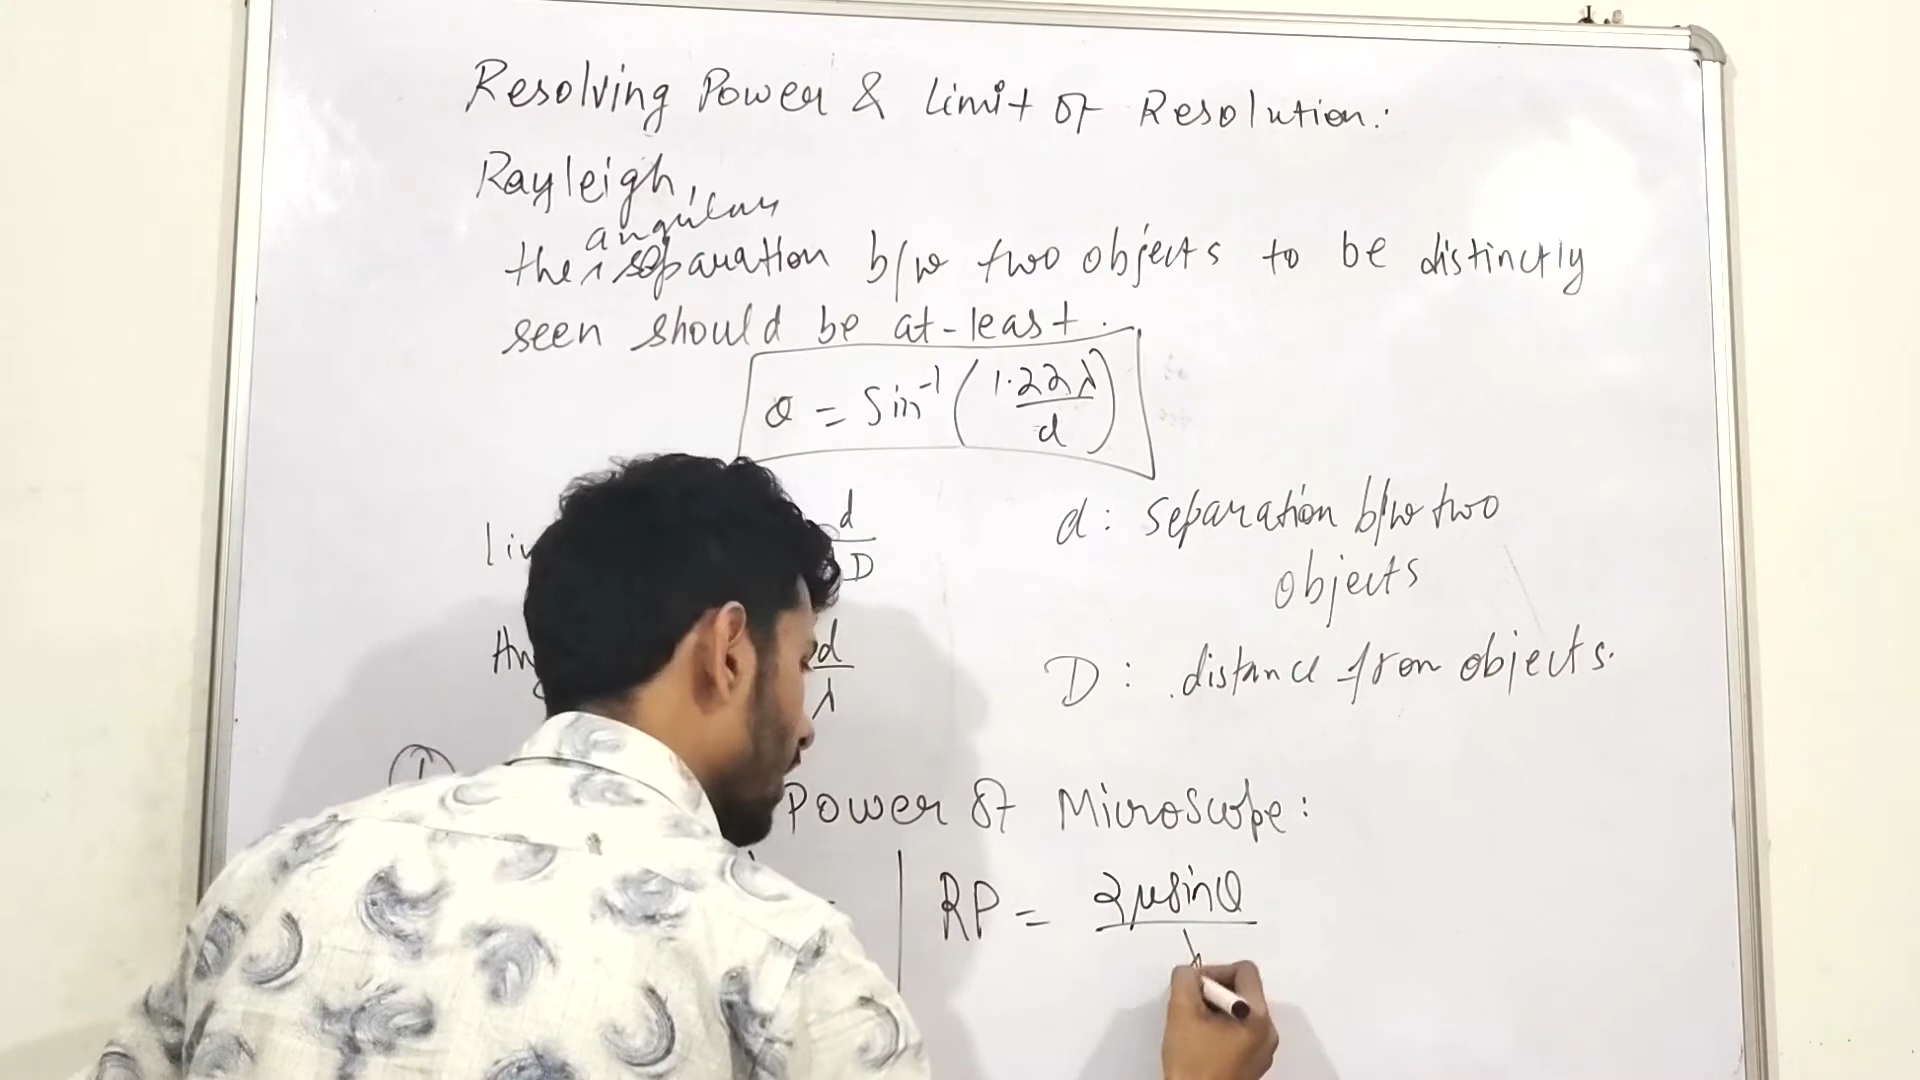 Resolving Power & Limit of Resolution:
Rayleigh,
angular
the separation b/w two objects to be distinctly
seen should be at-least.
θ = Sin⁻¹ (1.22λ/d)
d/D
d: separation b/w two
objects
d/λ
D: distance from objects.
Power of Microscope:
RP = 2μsinθ/λ